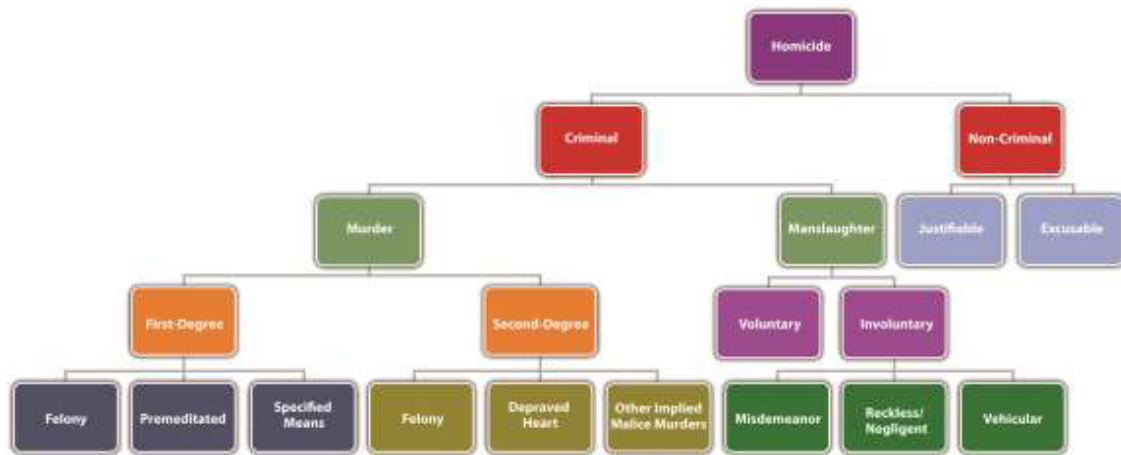 Homicide
Criminal
Non-Criminal
Murder
Manslaughter
Justifiable
Excusable
First-Degree
Second-Degree
Voluntary
Involuntary
Felony
Premeditated
Specified
Means
Felony
Depraved
Heart
Other Implied
Malice Murders
Misdemeanor
Reckless/
Negligent
Vehicular